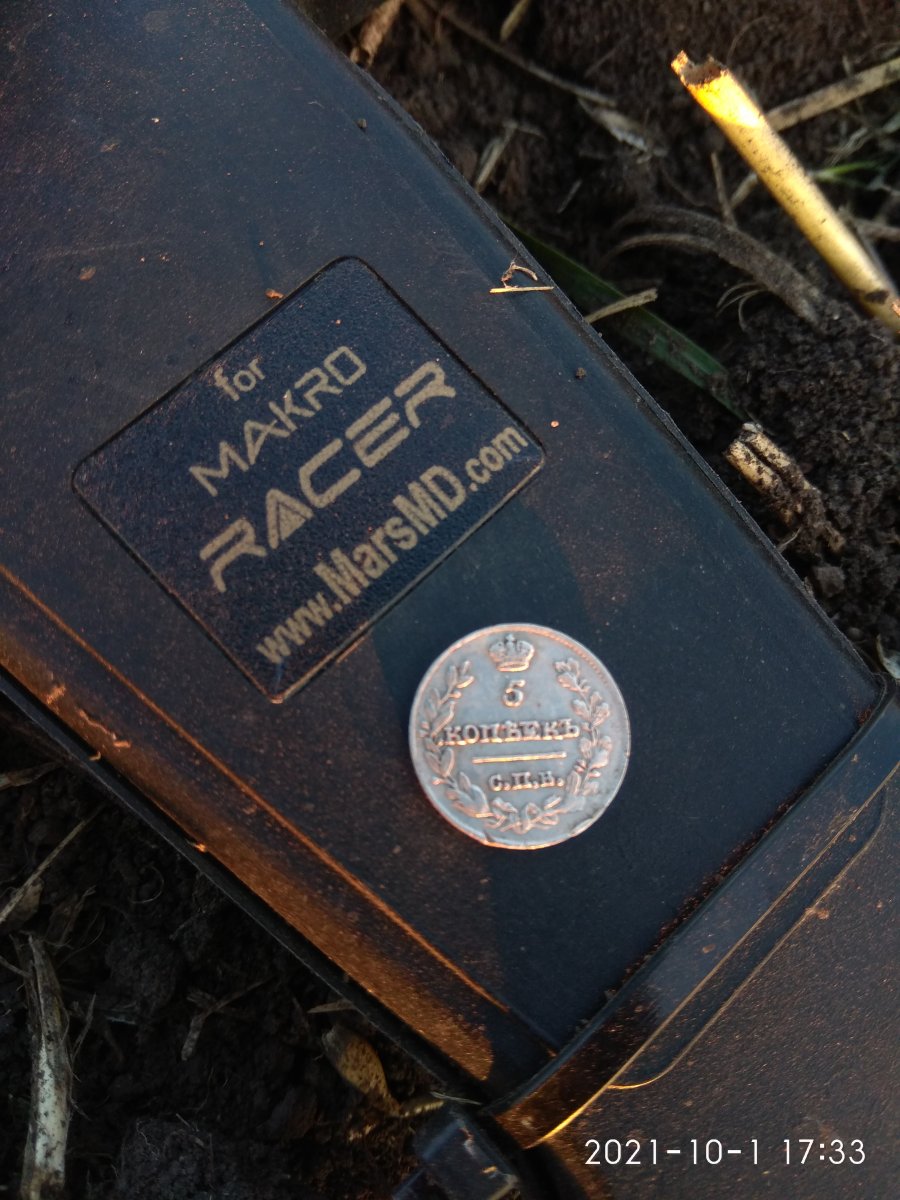 for
MAKRO
RACER
www.MarsMD.com
5
КОПѢЕКЪ
С.П.Б.
2021-10-1 17:33